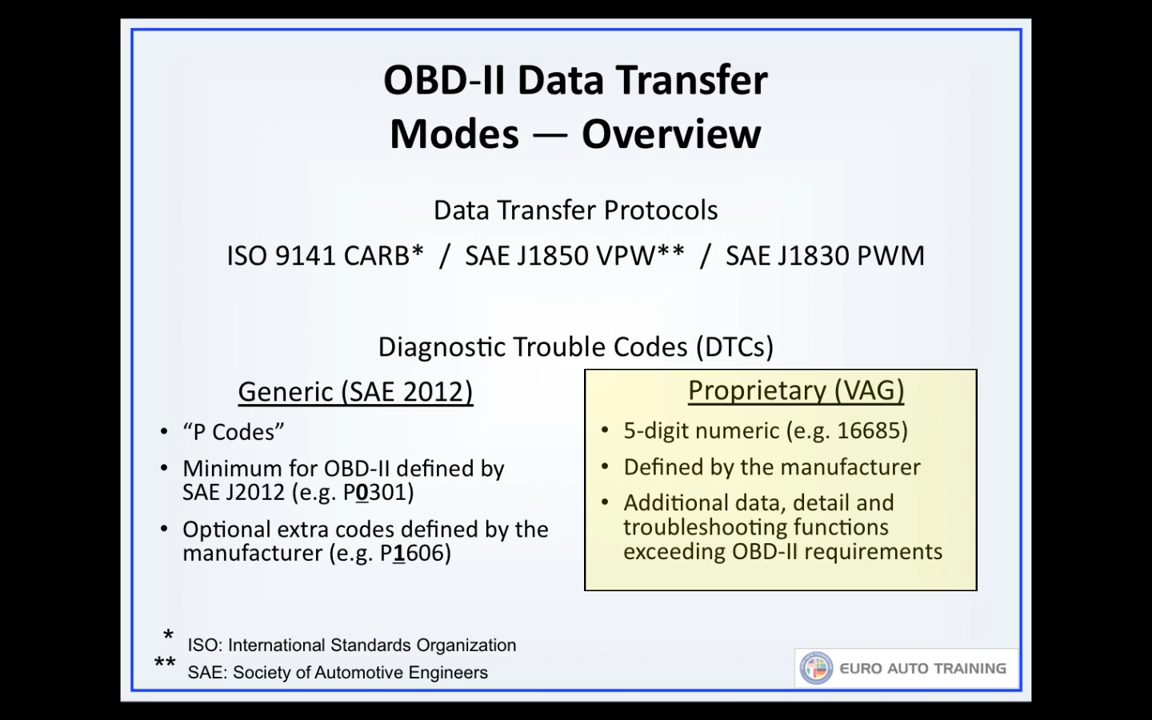 OBD-II Data Transfer
Modes — Overview
Data Transfer Protocols
ISO 9141 CARB* / SAE J1850 VPW** / SAE J1830 PWM
Diagnostic Trouble Codes (DTCs)
Generic (SAE 2012)
• “P Codes”
• Minimum for OBD-II defined by
SAE J2012 (e.g. P0301)
• Optional extra codes defined by the
manufacturer (e.g. P1606)
Proprietary (VAG)
• 5-digit numeric (e.g. 16685)
• Defined by the manufacturer
• Additional data, detail and
troubleshooting functions
exceeding OBD-II requirements
* ISO: International Standards Organization
** SAE: Society of Automotive Engineers
EURO AUTO TRAINING